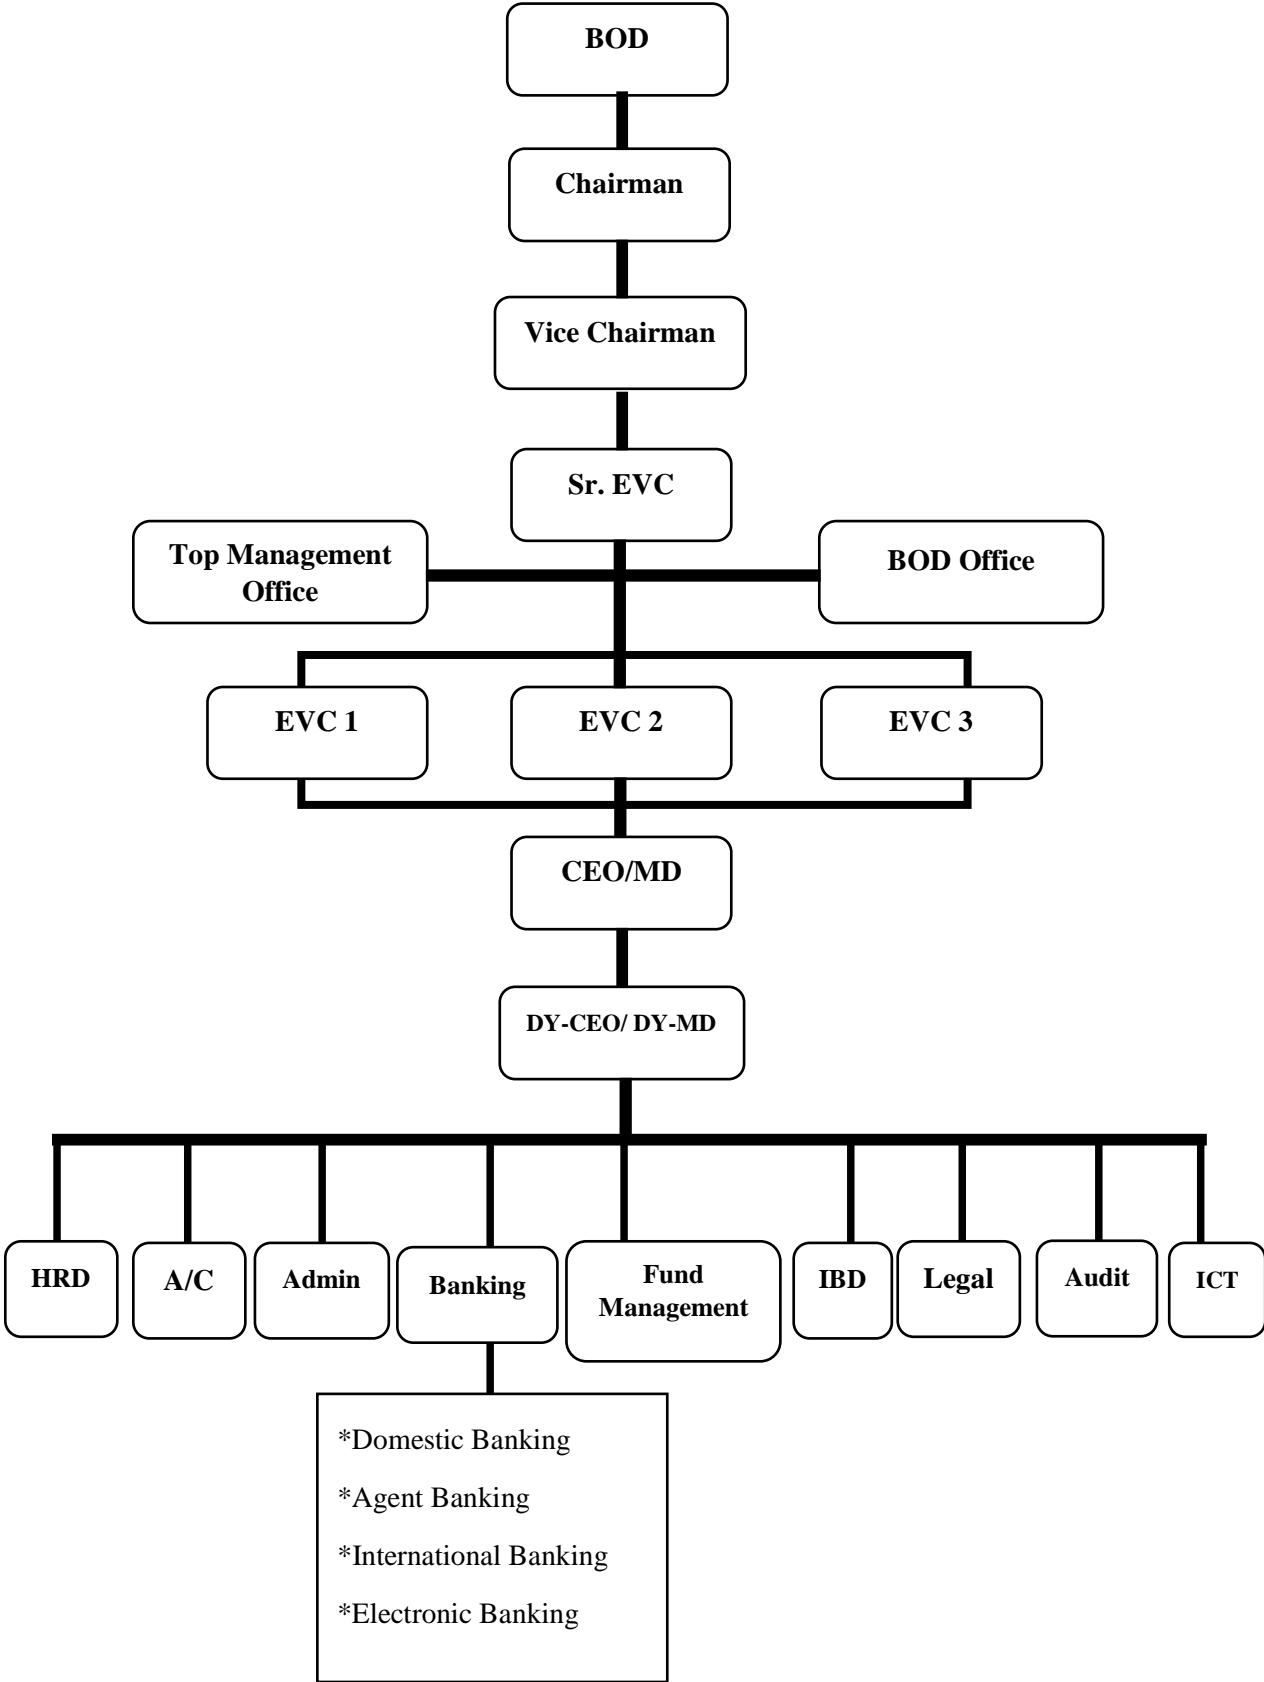 BOD
Chairman
Vice Chairman
Sr. EVC
Top Management
Office
BOD Office
EVC 1
EVC 2
EVC 3
CEO/MD
DY-CEO/ DY-MD
HRD
A/C
Admin
Banking
Fund
Management
IBD
Legal
Audit
ICT
*Domestic Banking
*Agent Banking
*International Banking
*Electronic Banking